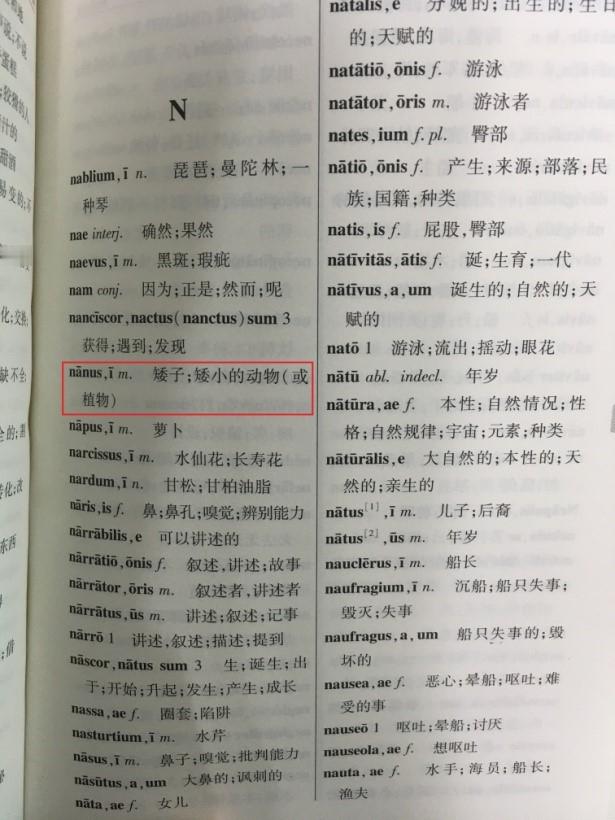 N
nablium, ī n. 琵琶;曼陀林;一
种琴
nae interj. 确然;果然
naevus, ī m. 黑斑;瑕疵
nam conj. 因为;正是;然而;呢
nancīscor, nactus(nanctus)sum 3
获得;遇到;发现
nānus, ī m. 矮子;矮小的动物(或
植物)
nāpus, ī m. 萝卜
narcissus, ī m. 水仙花;长寿花
nardum, ī n. 甘松;甘柏油脂
nāris, is f. 鼻;鼻孔;嗅觉;辨别能力
nārrābilis, e 可以讲述的
nārrātiō, ōnis f. 叙述,讲述;故事
nārrātor, ōris m. 叙述者,讲述者
nārrātus, ūs m. 讲述;叙述;记事
nārrō 1 讲述,叙述;描述;提到
nāscor, nātus sum 3 生;诞生;出
于;开始;升起;发生;产生;成长
nassa, ae f. 圈套;陷阱
nasturtium, ī m. 水芹
nāsus, ī m. 鼻子;嗅觉;批判能力
nāsūtus, a, um 大鼻的;讽刺的
nāta, ae f. 女儿
nātālis, e 分娩的;出生的;生日
的;天赋的
natātiō, ōnis f. 游泳
natātor, ōris m. 游泳者
nates, ium f. pl. 臀部
nātiō, ōnis f. 产生;来源;部落;民
族;国籍;种类
natis, is f. 屁股,臀部
nātīvitās, ātis f. 诞;生育;一代
nātīvus, a, um 诞生的;自然的;天
赋的
natō 1 游泳;流出;摇动;眼花
nātū abl. indecl. 年岁
nātūra, ae f. 本性;自然情况;性
格;自然规律;宇宙;元素;种类
nātūrālis, e 大自然的;本性的;天
然的;亲生的
nātus[1], ī m. 儿子;后裔
nātus[2], ūs m. 年岁
nauclērus, ī m. 船长
naufragium, ī n. 沉船;船只失事;
毁灭;失事
naufragus, a, um 船只失事的;毁
坏的
nausea, ae f. 恶心;晕船;呕吐;难
受的事
nauseō 1 呕吐;晕船;讨厌
nauseola, ae f. 想呕吐
nauta, ae f. 水手;海员;船长;
渔夫